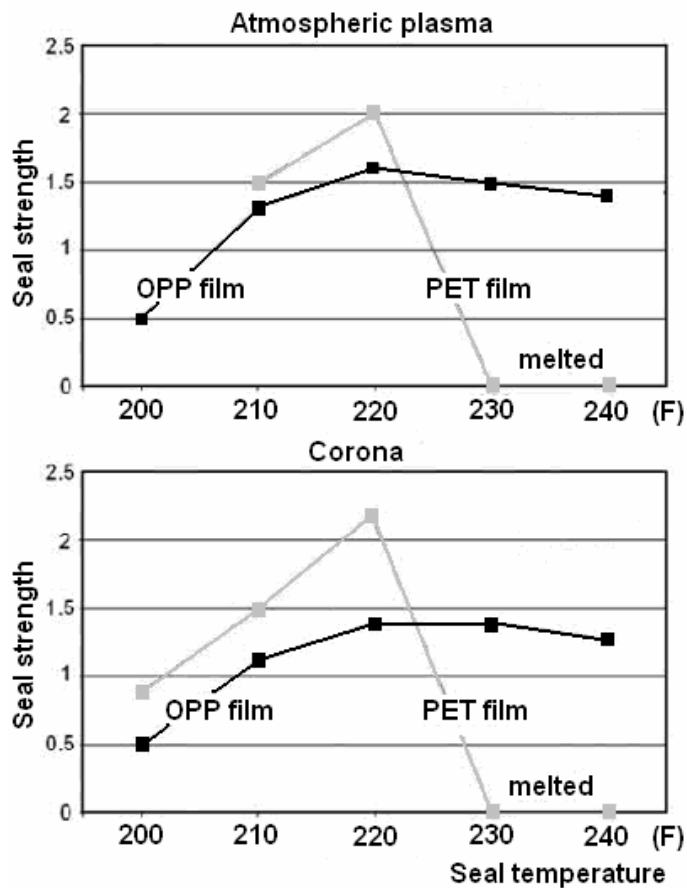 Atmospheric plasma
2.5
2
1.5
1
0.5
0
Seal strength
OPP film
PET film
melted
200 210 220 230 240 (F)
Corona
2.5
2
1.5
1
0.5
0
Seal strength
OPP film
PET film
melted
200 210 220 230 240 (F)
Seal temperature